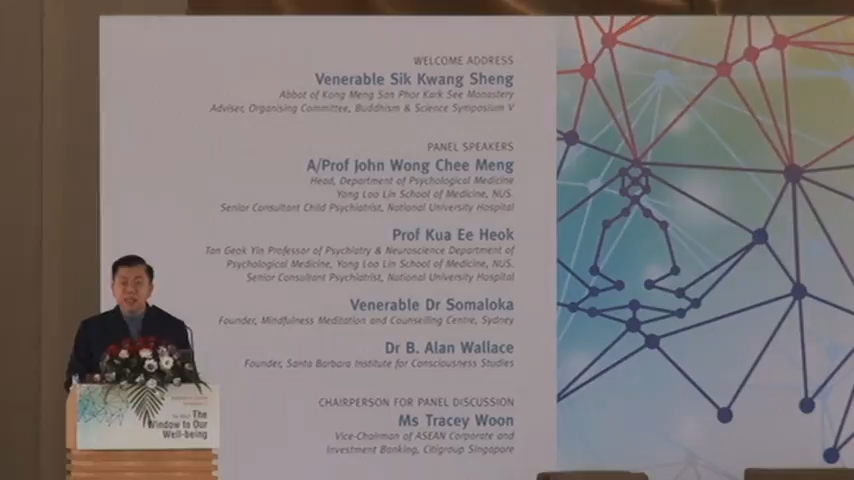 WELCOME ADDRESS
Venerable Sik Kwang Sheng
Abbot of Kong Meng San Phor Kark See Monastery
Adviser, Organising Committee, Buddhism & Science Symposium V
PANEL SPEAKERS
A/Prof John Wong Chee Meng
Head, Department of Psychological Medicine
Yong Loo Lin School of Medicine, NUS
Senior Consultant Child Psychiatrist, National University Hospital
Prof Kua Ee Heok
Tan Geok Yin Professor of Psychiatry & Neuroscience Department of
Psychological Medicine, Yong Loo Lin School of Medicine, NUS.
Senior Consultant Psychiatrist, National University Hospital
Venerable Dr Somaloka
Founder, Mindfulness Meditation and Counselling Centre, Sydney
Dr B. Alan Wallace
Founder, Santa Barbara Institute for Consciousness Studies
CHAIRPERSON FOR PANEL DISCUSSION
Ms Tracey Woon
Vice-Chairman of ASEAN Corporate and
Investment Banking, Citigroup Singapore
The
Window to Our
Well-being